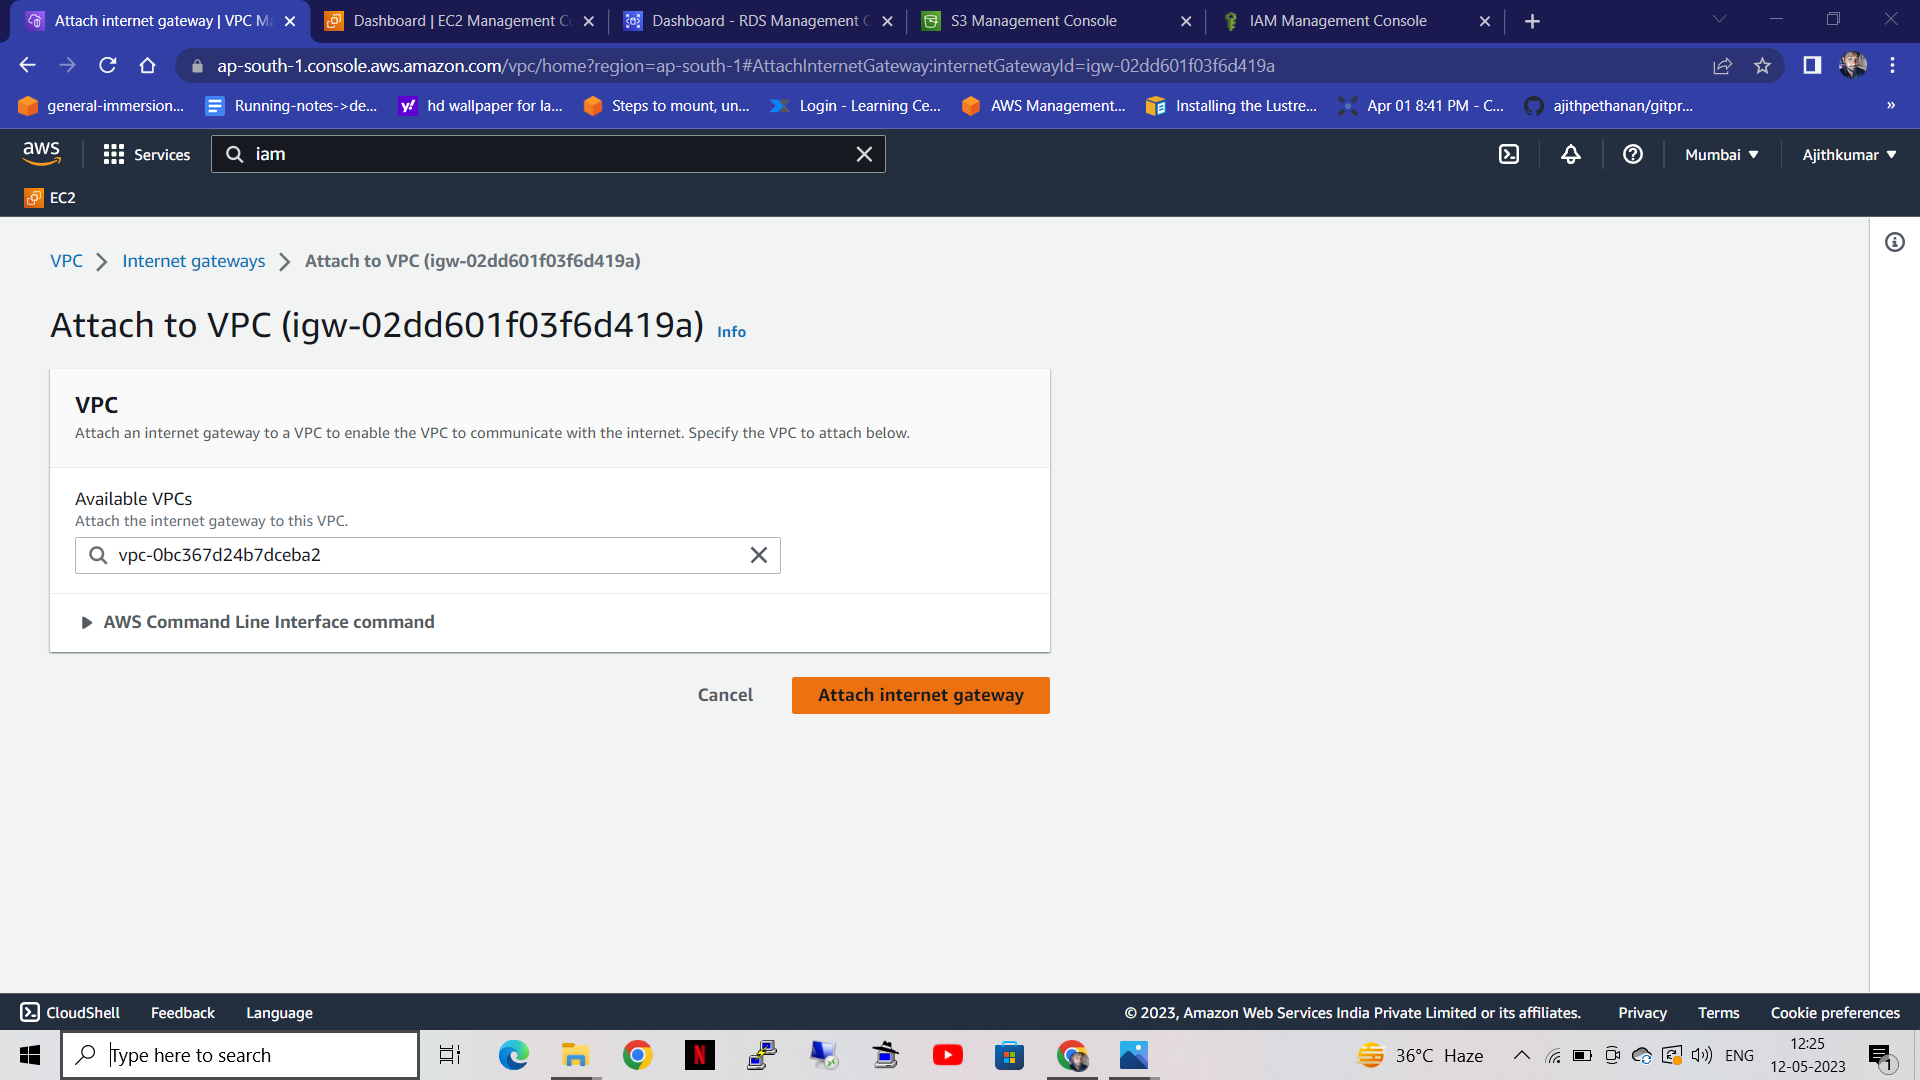 Attach internet gateway | VPC Ma
Dashboard | EC2 Management Co
Dashboard - RDS Management C
S3 Management Console
IAM Management Console
ap-south-1.console.aws.amazon.com/vpc/home?region=ap-south-1#AttachInternetGateway:internetGatewayId=igw-02dd601f03f6d419a
general-immersion...
Running-notes->de...
hd wallpaper for la...
Steps to mount, un...
Login - Learning Ce...
AWS Management...
Installing the Lustre...
Apr 01 8:41 PM - C...
ajithpethanan/gitpr...
»
aws
Services
iam
Mumbai
Ajithkumar
EC2
VPC
Internet gateways
Attach to VPC (igw-02dd601f03f6d419a)
Attach to VPC (igw-02dd601f03f6d419a) Info
VPC
Attach an internet gateway to a VPC to enable the VPC to communicate with the internet. Specify the VPC to attach below.
Available VPCs
Attach the internet gateway to this VPC.
vpc-0bc367d24b7dceba2
AWS Command Line Interface command
Cancel
Attach internet gateway
CloudShell
Feedback
Language
© 2023, Amazon Web Services India Private Limited or its affiliates.
Privacy
Terms
Cookie preferences
Type here to search
36°C Haze
ENG
12:25
12-05-2023
1